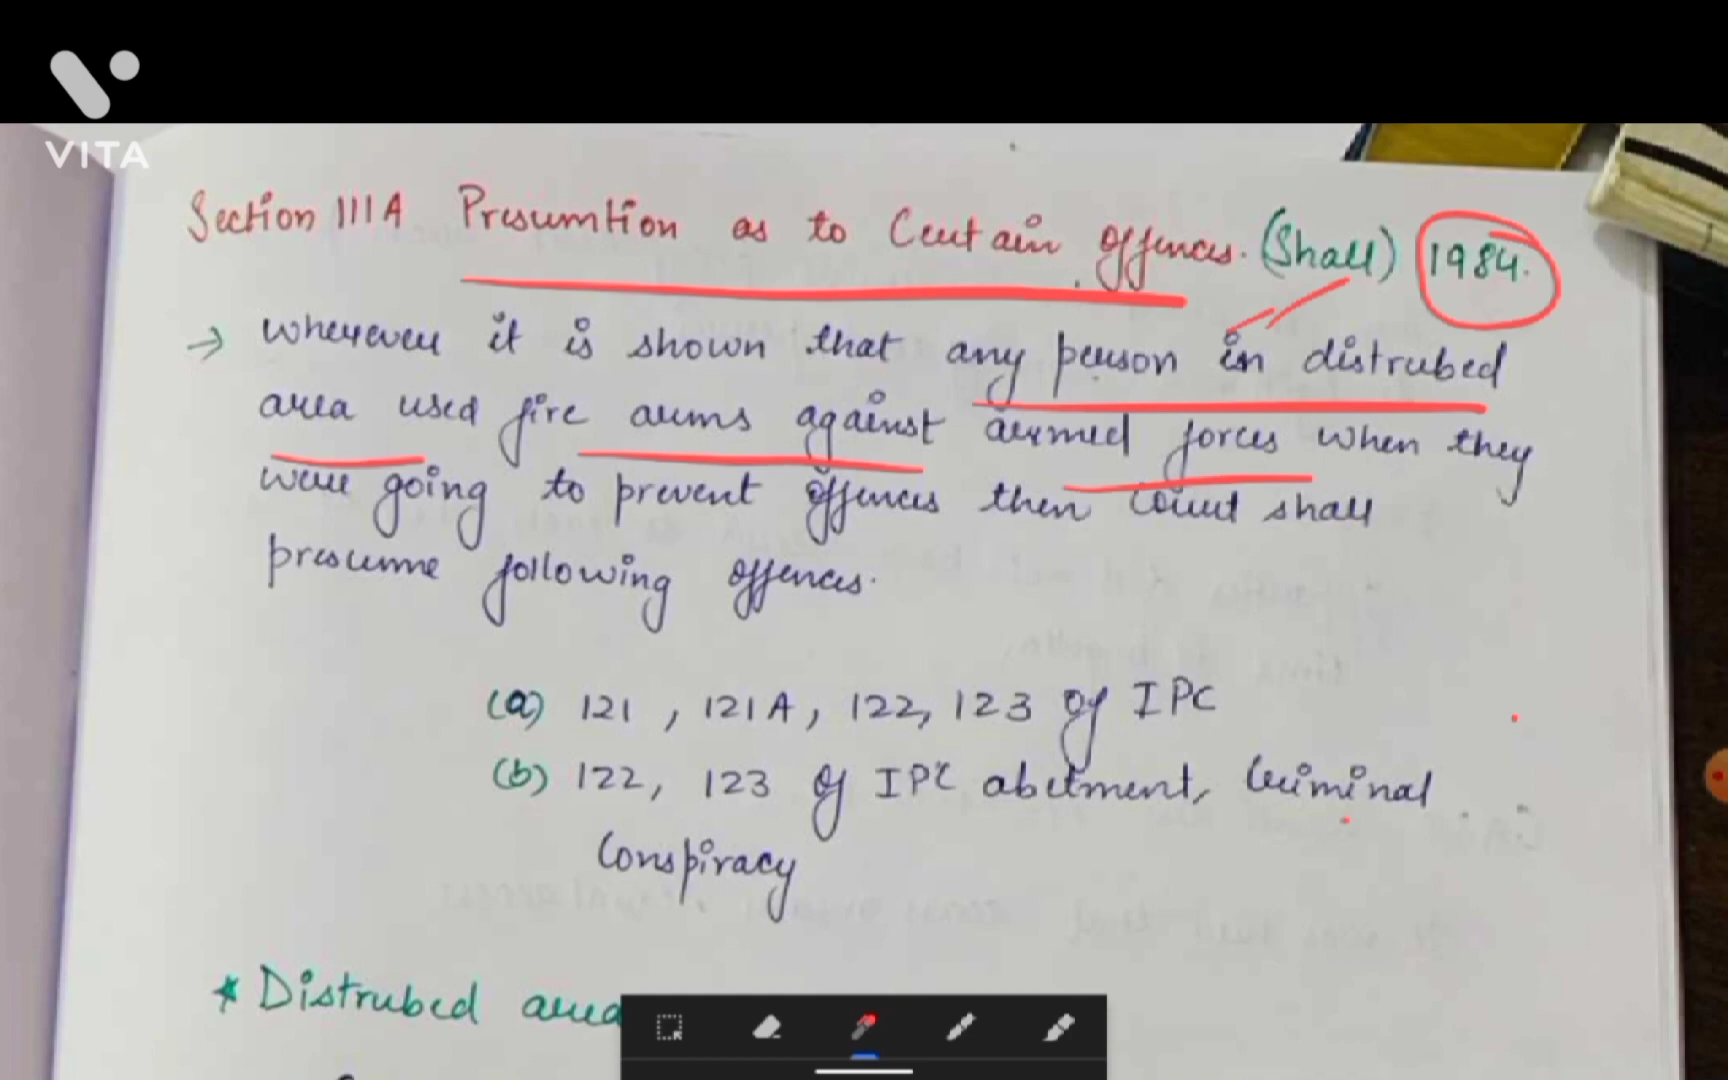 VITA
Section 111A Presumtion as to Certain offences. (Shall) 1984.
→ wherever it is shown that any person in distrubed
area used fire arms against armed forces when they
were going to prevent offences then court shall
presume following offences.
(a) 121, 121A, 122, 123 of IPC
(b) 122, 123 of IPC abetment, Criminal
Conspiracy
* Distrubed area